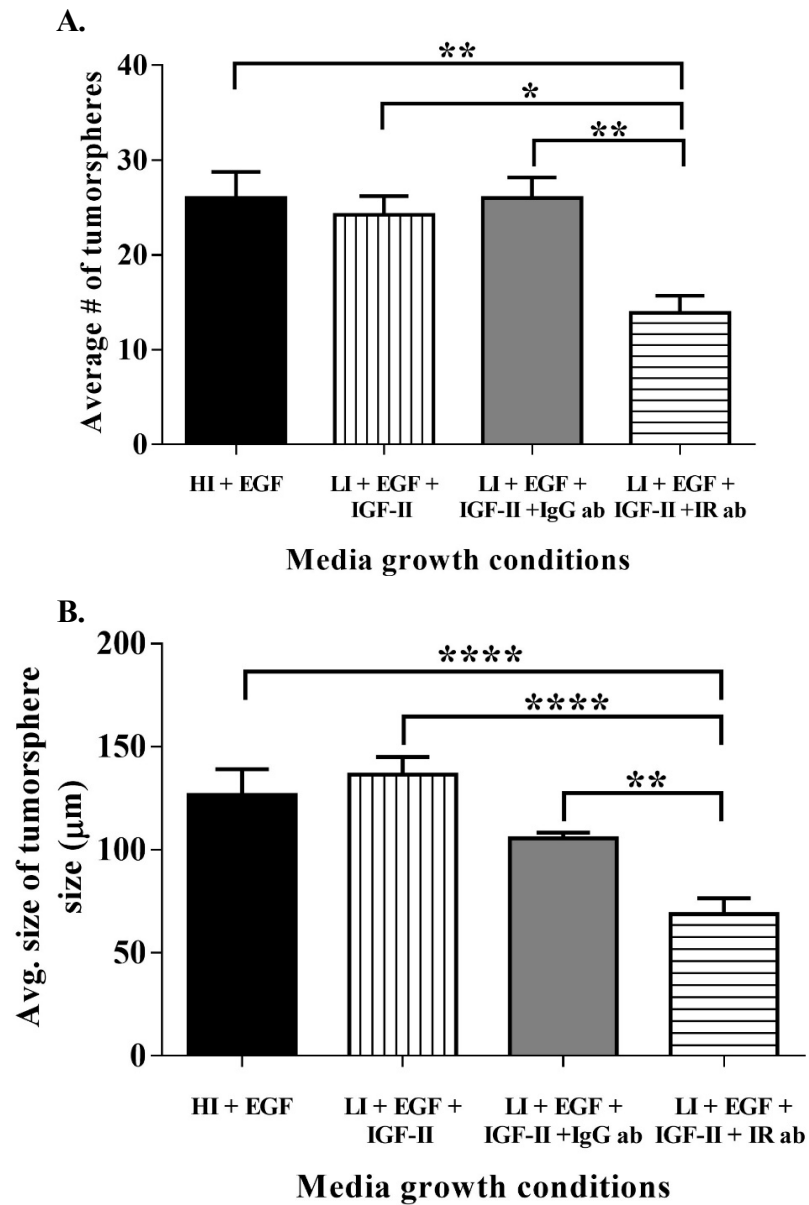 A.
Average # of tumorspheres
40
30
20
10
0
**
*
**
HI + EGF
LI + EGF +
IGF-II
LI + EGF +
IGF-II +IgG ab
LI + EGF +
IGF-II +IR ab
Media growth conditions
B.
Avg. size of tumorsphere
size (μm)
200
150
100
50
0
****
****
**
HI + EGF
LI + EGF +
IGF-II
LI + EGF +
IGF-II +IgG ab
LI + EGF +
IGF-II + IR ab
Media growth conditions